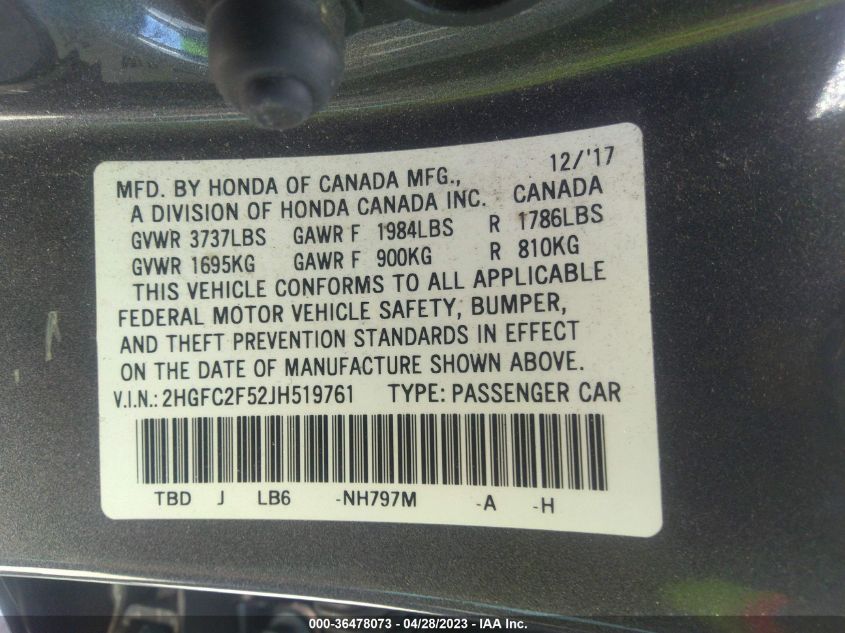 12/'17
MFD. BY HONDA OF CANADA MFG.,
A DIVISION OF HONDA CANADA INC. CANADA
GVWR 3737LBS GAWR F 1984LBS R 1786LBS
GVWR 1695KG GAWR F 900KG R 810KG
THIS VEHICLE CONFORMS TO ALL APPLICABLE
FEDERAL MOTOR VEHICLE SAFETY, BUMPER,
AND THEFT PREVENTION STANDARDS IN EFFECT
ON THE DATE OF MANUFACTURE SHOWN ABOVE.
V.I.N.: 2HGFC2F52JH519761 TYPE: PASSENGER CAR
TBD J LB6 -NH797M -A -H
000-36478073 - 04/28/2023 - IAA Inc.